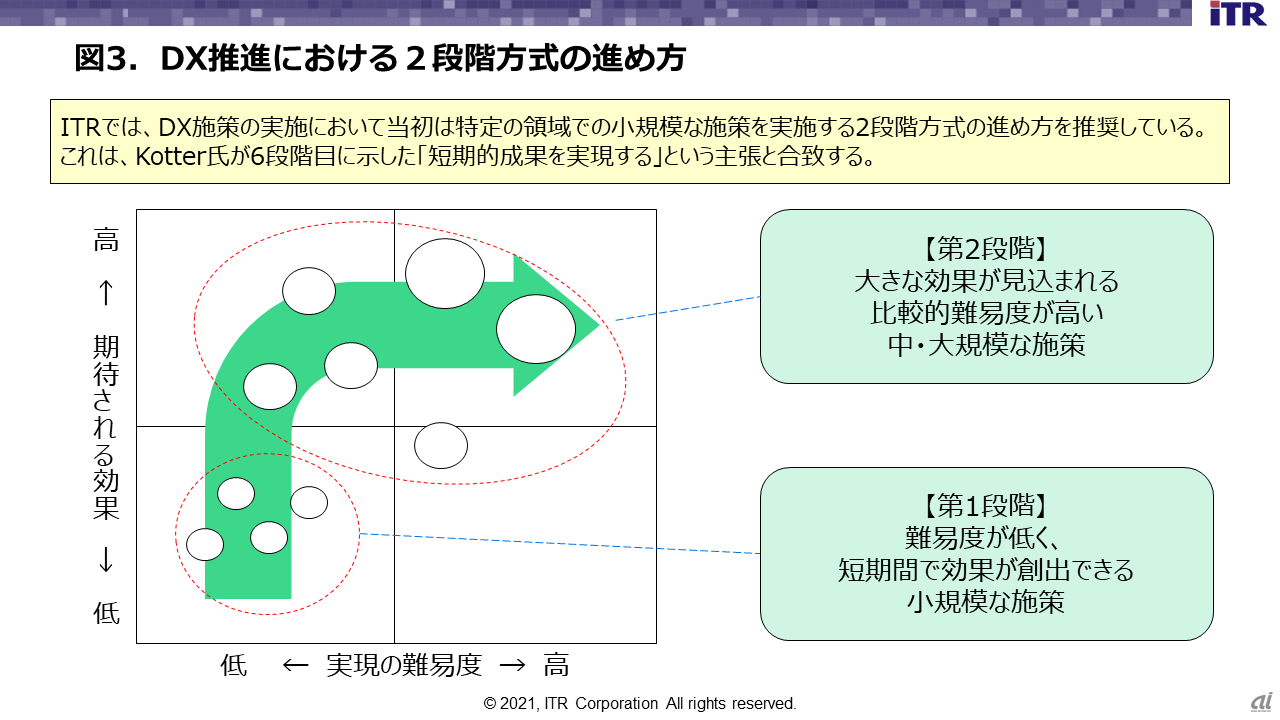 iTR
図3．DX推進における２段階方式の進め方
ITRでは、DX施策の実施において当初は特定の領域での小規模な施策を実施する2段階方式の進め方を推奨している。
これは、Kotter氏が6段階目に示した「短期的成果を実現する」という主張と合致する。
高 ↑ 期待される効果 ↓ 低
低 ← 実現の難易度 → 高
【第2段階】
大きな効果が見込まれる
比較的難易度が高い
中・大規模な施策
【第1段階】
難易度が低く、
短期間で効果が創出できる
小規模な施策
© 2021, ITR Corporation All rights reserved.
ai